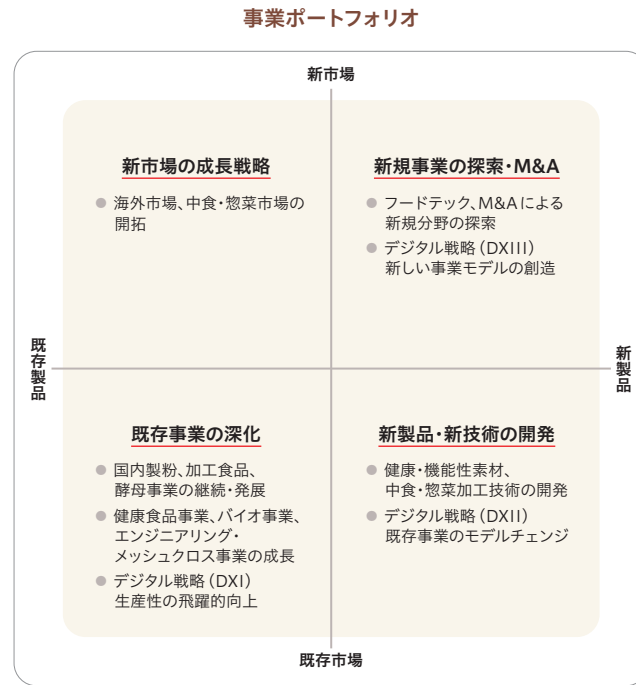 事業ポートフォリオ
新市場
新市場の成長戦略
● 海外市場、中食・惣菜市場の
開拓
新規事業の探索・M&A
● フードテック、M&Aによる
新規分野の探索
● デジタル戦略（DXIII）
新しい事業モデルの創造
既存製品
新製品
既存事業の深化
● 国内製粉、加工食品、
酵母事業の継続・発展
● 健康食品事業、バイオ事業、
エンジニアリング・
メッシュクロス事業の成長
● デジタル戦略（DXI）
生産性の飛躍的向上
新製品・新技術の開発
● 健康・機能性素材、
中食・惣菜加工技術の開発
● デジタル戦略（DXII）
既存事業のモデルチェンジ
既存市場